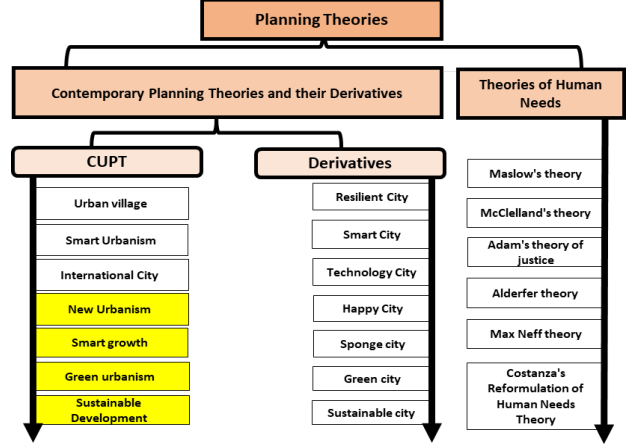 Planning Theories
Contemporary Planning Theories and their Derivatives
Theories of Human
Needs
CUPT
Urban village
Smart Urbanism
International City
New Urbanism
Smart growth
Green urbanism
Sustainable
Development
Derivatives
Resilient City
Smart City
Technology City
Happy City
Sponge city
Green city
Sustainable city
Maslow's theory
McClelland's theory
Adam's theory of
justice
Alderfer theory
Max Neff theory
Costanza's
Reformulation of
Human Needs
Theory